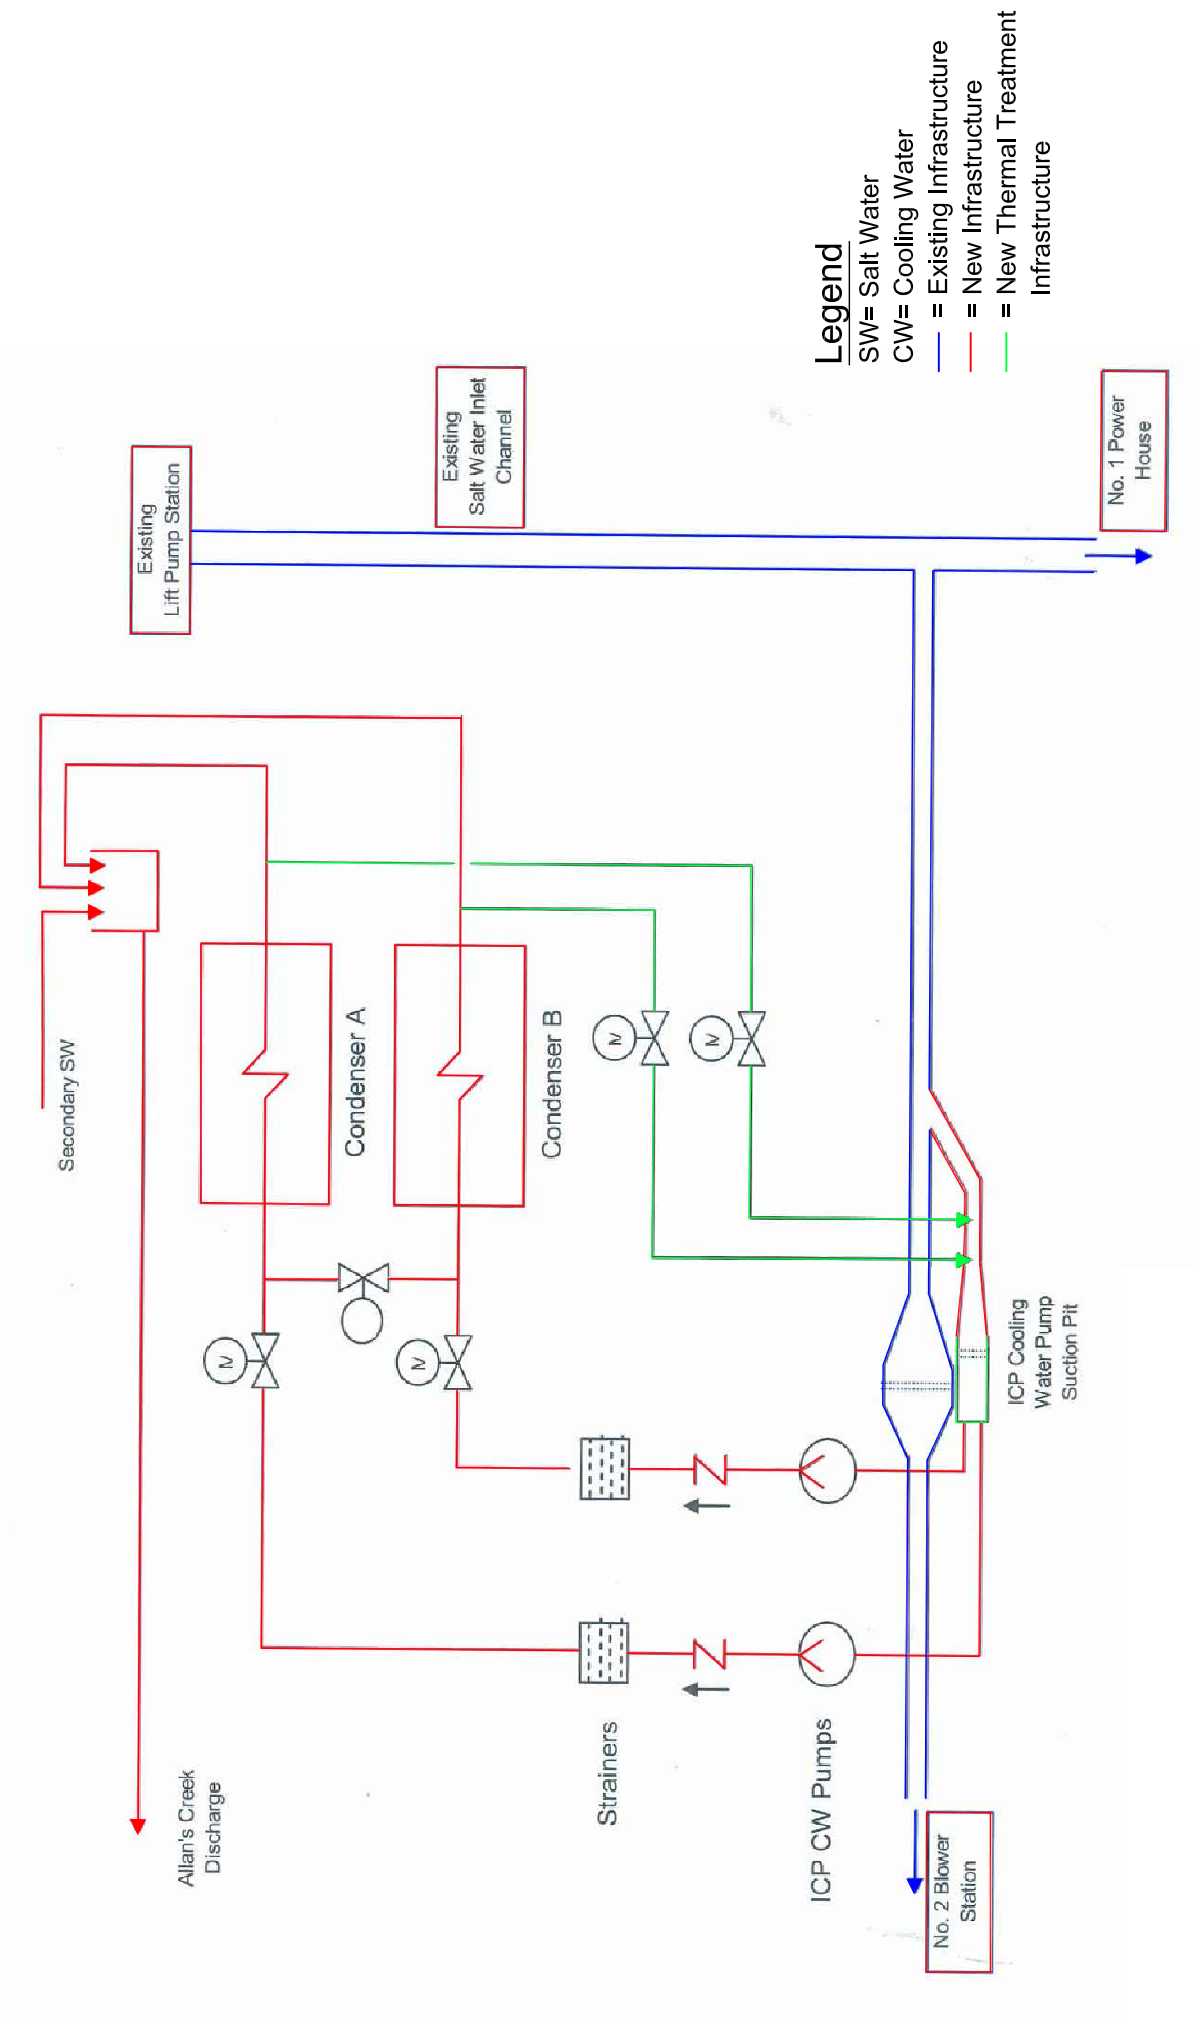 Secondary SW
Allan's Creek
Discharge
Existing
Lift Pump Station
Condenser A
Condenser B
Existing
Salt Water Inlet
Channel
M
M
M
M
Strainers
ICP CW Pumps
ICP Cooling
Water Pump
Suction Pit
No. 2 Blower
Station
No. 1 Power
House
Legend
SW= Salt Water
CW= Cooling Water
= Existing Infrastructure
= New Infrastructure
= New Thermal Treatment
Infrastructure